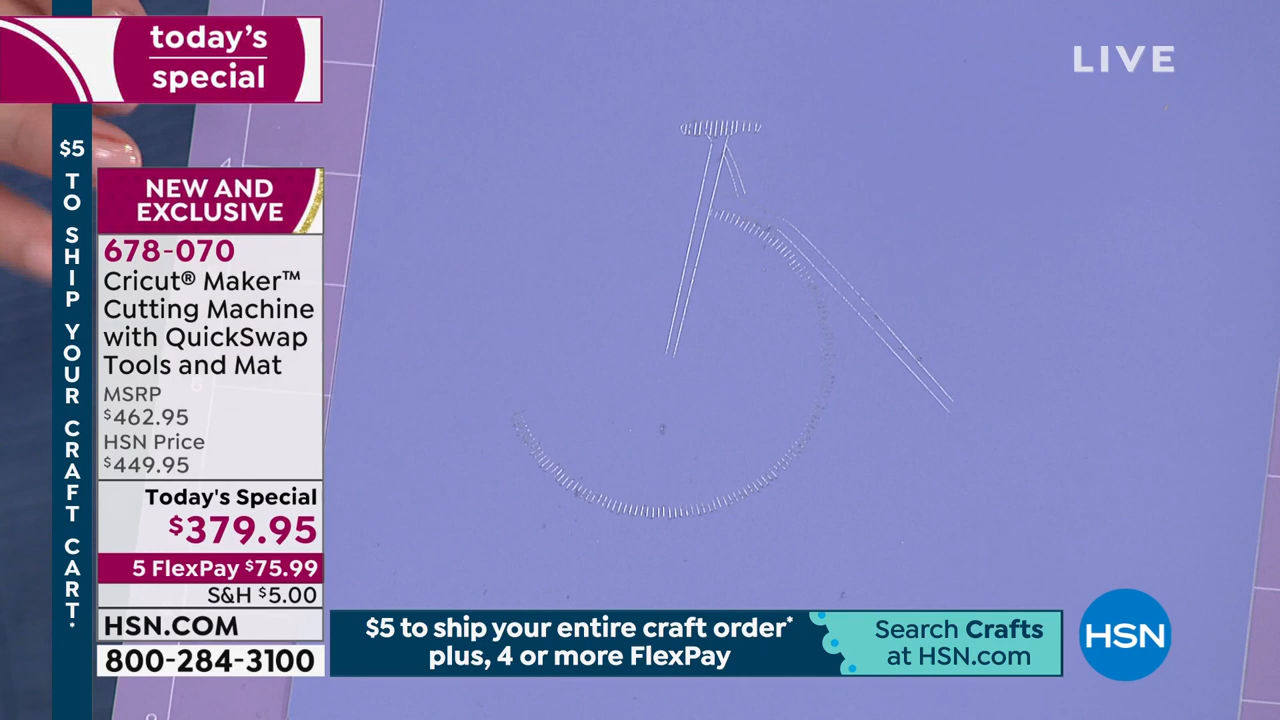 today's
special
LIVE
$5 TO SHIP YOUR CRAFT CART.*
NEW AND
EXCLUSIVE
678-070
Cricut® Maker™
Cutting Machine
with QuickSwap
Tools and Mat
MSRP
$462.95
HSN Price
$449.95
Today's Special
$379.95
5 FlexPay $75.99
S&H $5.00
HSN.COM
800-284-3100
$5 to ship your entire craft order*
plus, 4 or more FlexPay
Search Crafts
at HSN.com
HSN
4